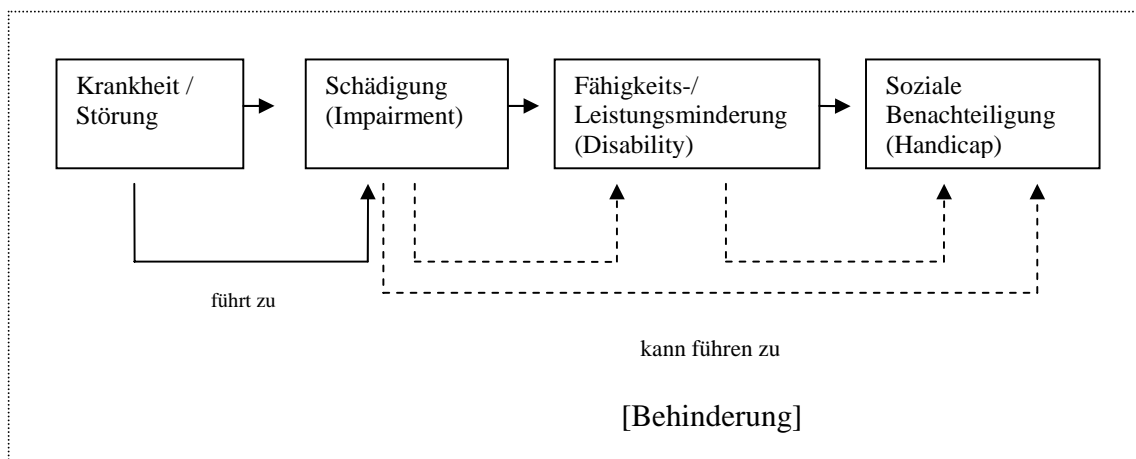 Krankheit /
Störung
Schädigung
(Impairment)
Fähigkeits-/
Leistungsminderung
(Disability)
Soziale
Benachteiligung
(Handicap)
führt zu
kann führen zu
[Behinderung]